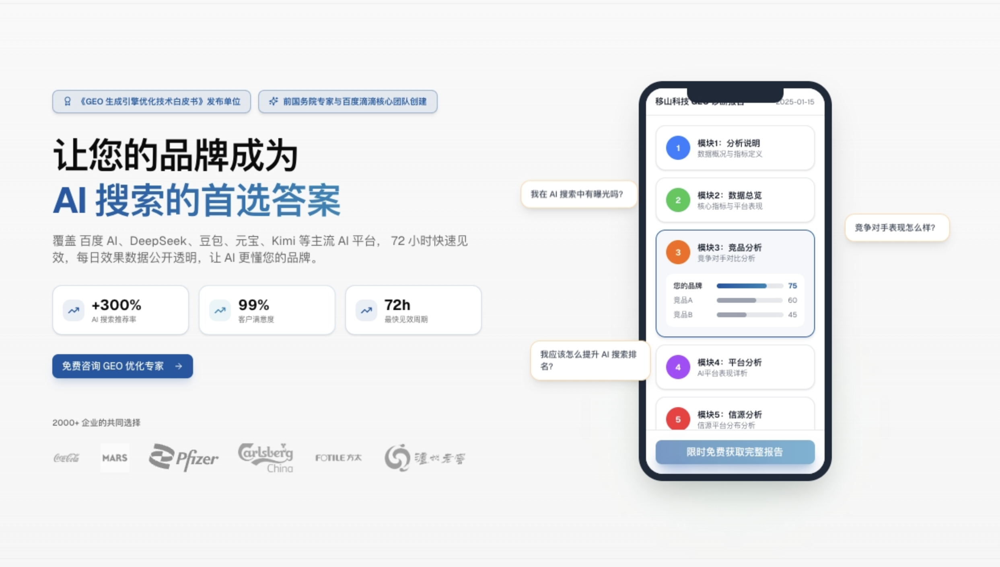 《GEO 生成引擎优化技术白皮书》发布单位
前国务院专家与百度滴滴核心团队创建
让您的品牌成为
AI 搜索的首选答案
覆盖 百度 AI、DeepSeek、豆包、元宝、Kimi 等主流 AI 平台， 72 小时快速见
效，每日效果数据公开透明，让 AI 更懂您的品牌。
+300%
AI 搜索推荐率
99%
客户满意度
72h
最快见效周期
免费咨询 GEO 优化专家
2000+ 企业的共同选择
Coca-Cola
MARS
Pfizer
Carlsberg
China
FOTILE 方太
泸州老窖
我在 AI 搜索中有曝光吗？
我应该怎么提升 AI 搜索排
名？
竞争对手表现怎么样？
移山科技 GEO 诊断报告
2025-01-15
1
模块1：分析说明
数据概况与指标定义
2
模块2：数据总览
核心指标与平台表现
3
模块3：竞品分析
竞争对手对比分析
您的品牌 75
竞品A 60
竞品B 45
4
模块4：平台分析
AI平台表现详析
5
模块5：信源分析
信源平台分布分析
限时免费获取完整报告